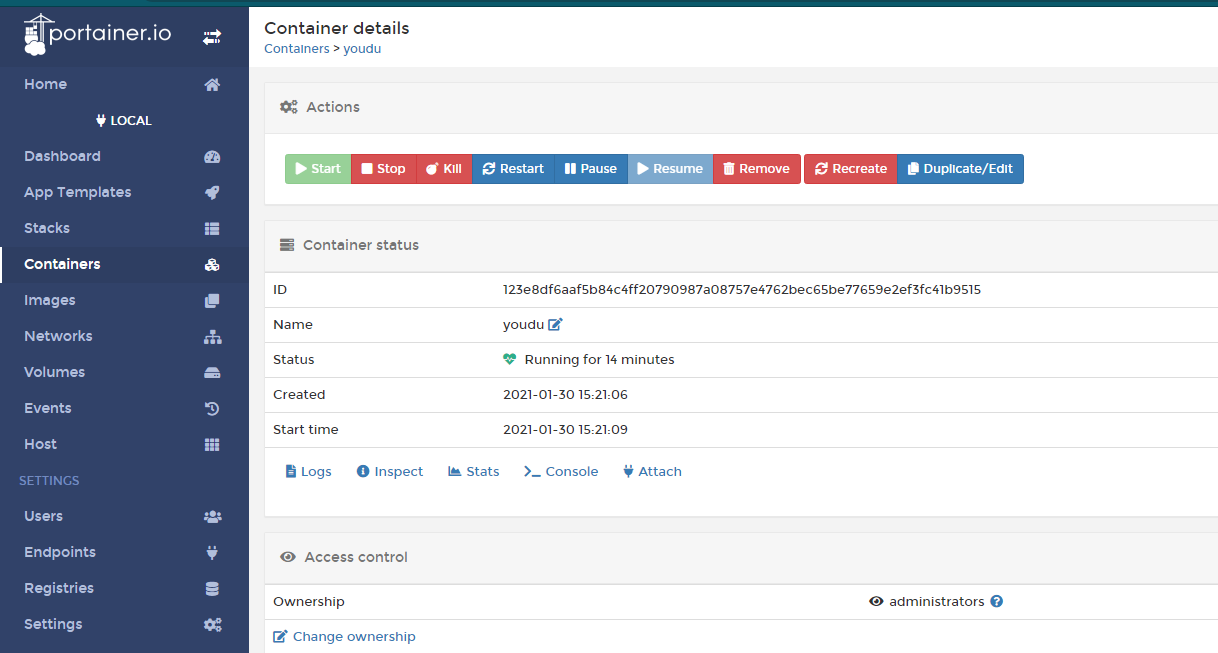 portainer.io
Home
LOCAL
Dashboard
App Templates
Stacks
Containers
Images
Networks
Volumes
Events
Host
SETTINGS
Users
Endpoints
Registries
Settings
Container details
Containers > youdu
Actions
Start Stop Kill Restart Pause Resume Remove Recreate Duplicate/Edit
Container status
ID 123e8df6aaf5b84c4ff20790987a08757e4762bec65be77659e2ef3fc41b9515
Name youdu
Status Running for 14 minutes
Created 2021-01-30 15:21:06
Start time 2021-01-30 15:21:09
Logs Inspect Stats Console Attach
Access control
Ownership administrators
Change ownership